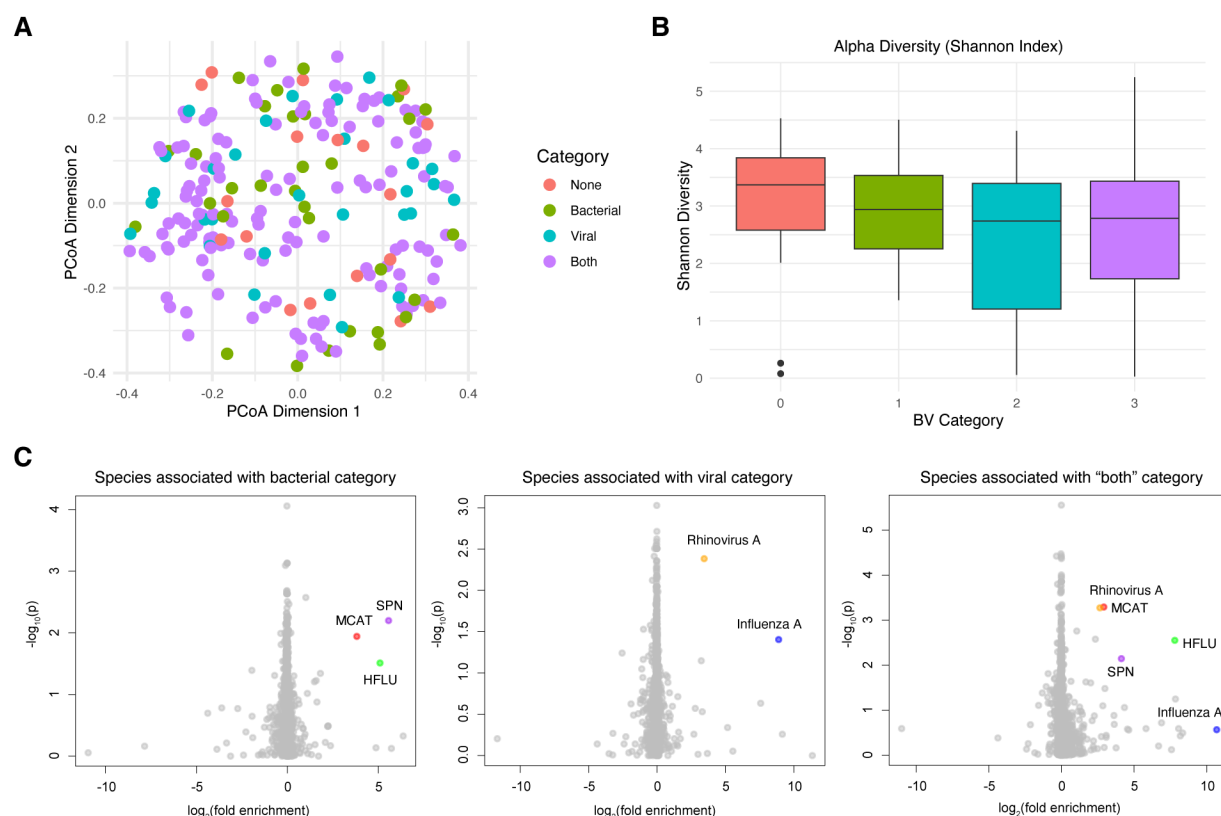 A
0.2
0.0
-0.2
-0.4
-0.4
-0.2
0.0
0.2
0.4
PCoA Dimension 1
PCoA Dimension 2
Category
None
Bacterial
Viral
Both
B
Alpha Diversity (Shannon Index)
5
4
3
2
1
0
0
1
2
3
BV Category
Shannon Diversity
C
Species associated with bacterial category
4
3
2
1
0
-10
-5
0
5
SPN
MCAT
HFLU
-log10(p)
log2(fold enrichment)
Species associated with viral category
3.0
2.5
2.0
1.5
1.0
0.5
0.0
-10
-5
0
5
10
Rhinovirus A
Influenza A
-log10(p)
log2(fold enrichment)
Species associated with “both” category
5
4
3
2
1
0
-10
-5
0
5
10
Rhinovirus A
MCAT
HFLU
SPN
Influenza A
-log10(p)
log2(fold enrichment)